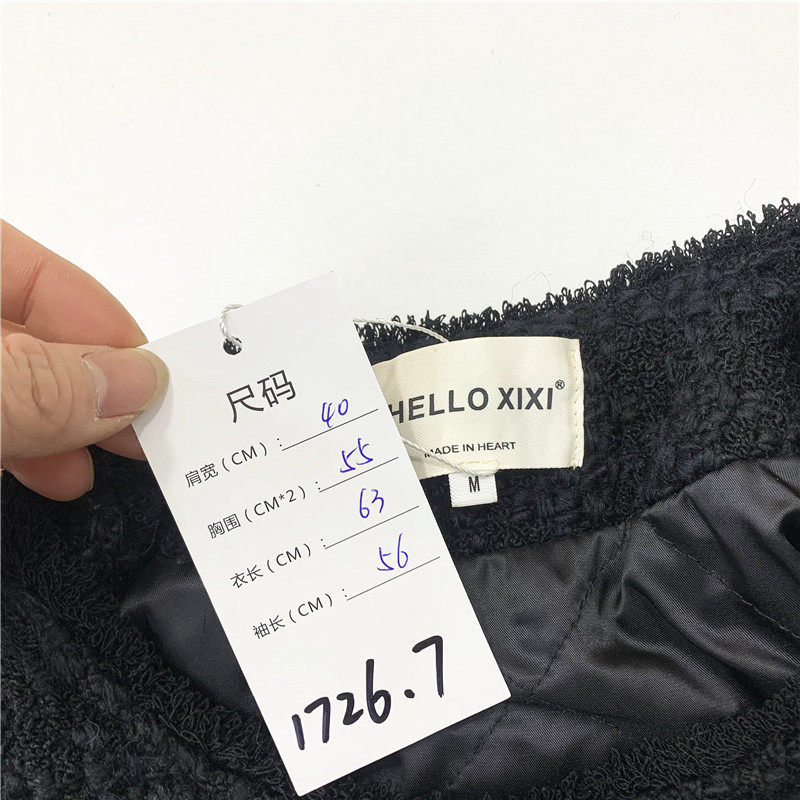 尺码
肩宽(CM): 40
胸围(CM*2): 55
衣长(CM): 63
袖长(CM): 56
1726.7
HELLO XIXI®
MADE IN HEART
M